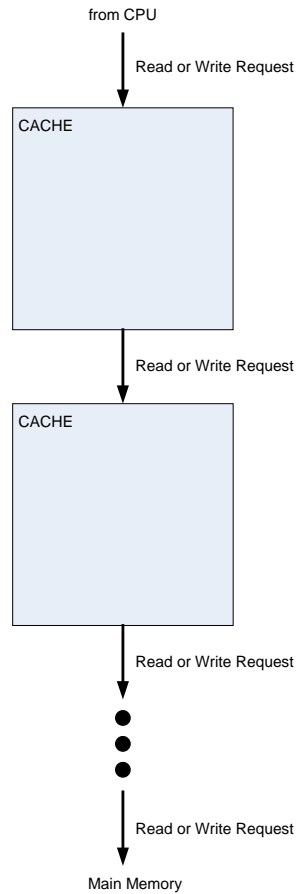 from CPU
Read or Write Request
CACHE
Read or Write Request
CACHE
Read or Write Request
Read or Write Request
Main Memory